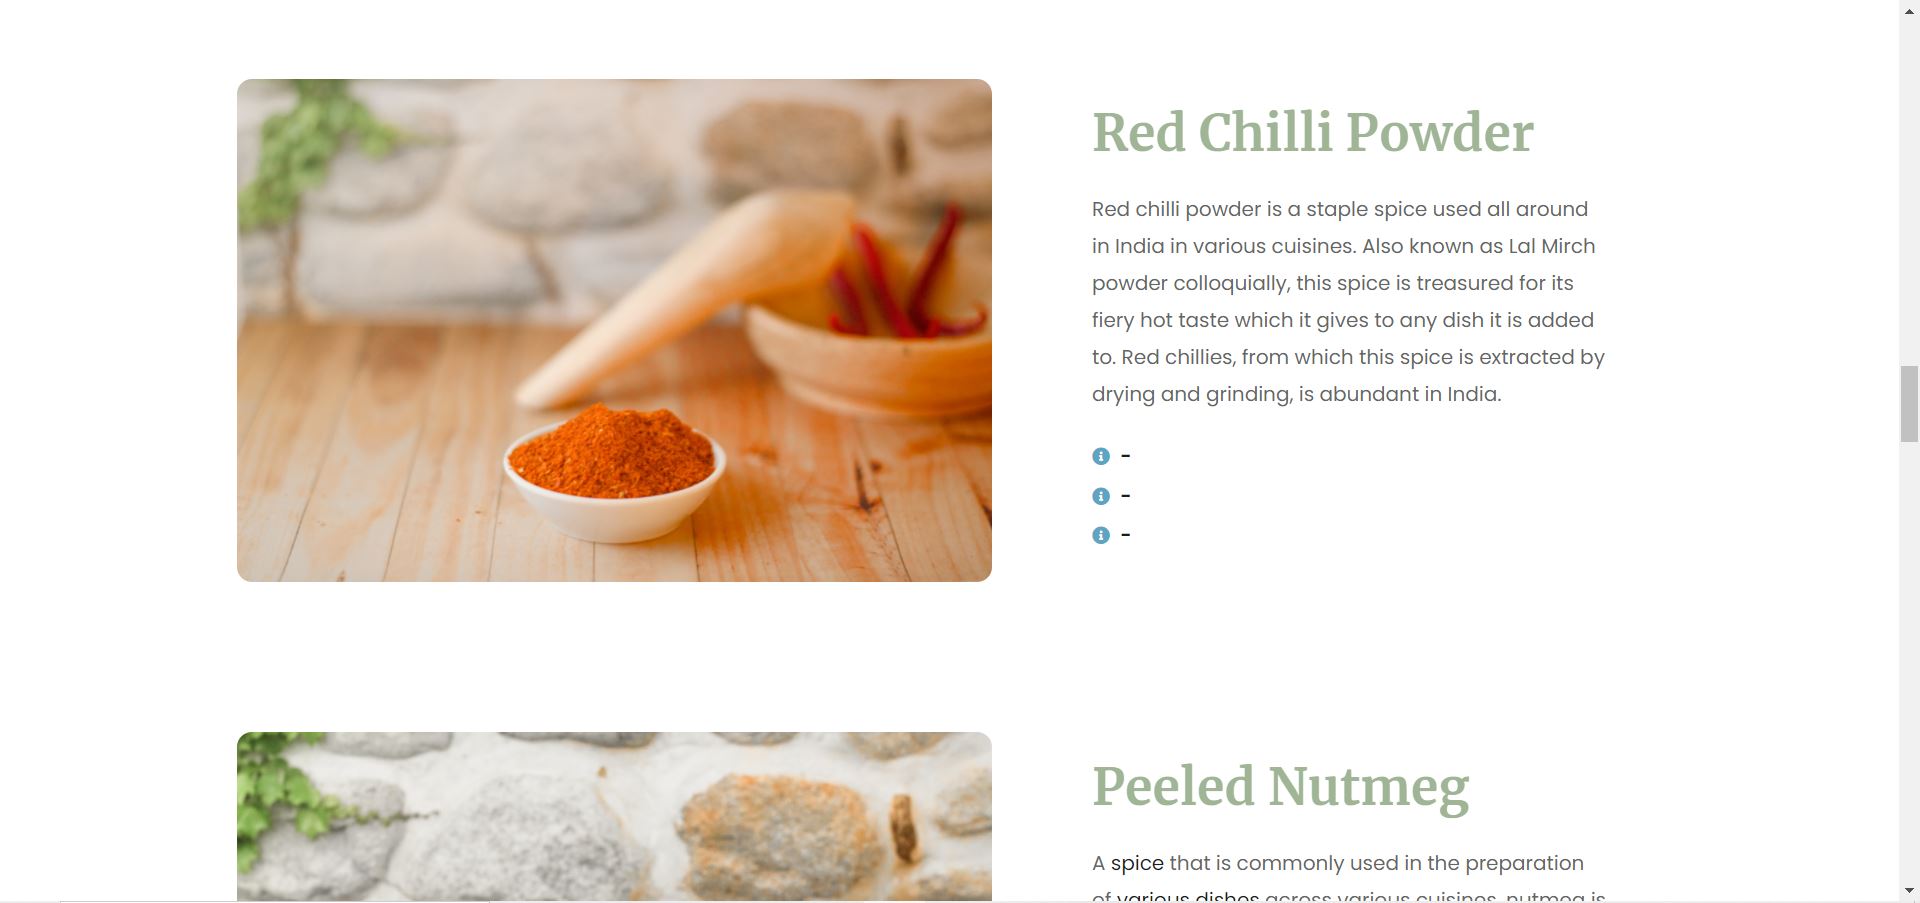 Red Chilli Powder
Red chilli powder is a staple spice used all around
in India in various cuisines. Also known as Lal Mirch
powder colloquially, this spice is treasured for its
fiery hot taste which it gives to any dish it is added
to. Red chillies, from which this spice is extracted by
drying and grinding, is abundant in India.
-
-
-
Peeled Nutmeg
A spice that is commonly used in the preparation
of various dishes across various cuisines, nutmeg is